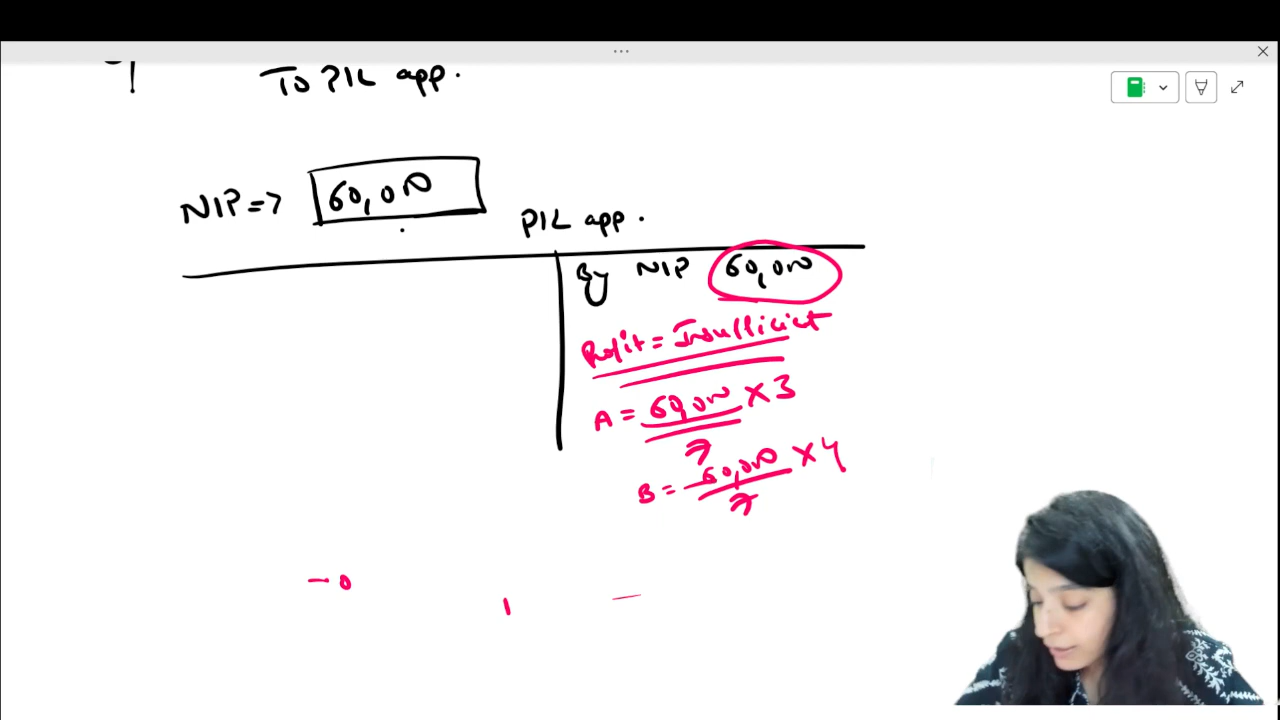 To P/L app.
N/P => 60,000
P/L app.
By N/P 60,000
Profit = Insufficient
A = 60,000 × 3
7
B = 60,000 × 4
7